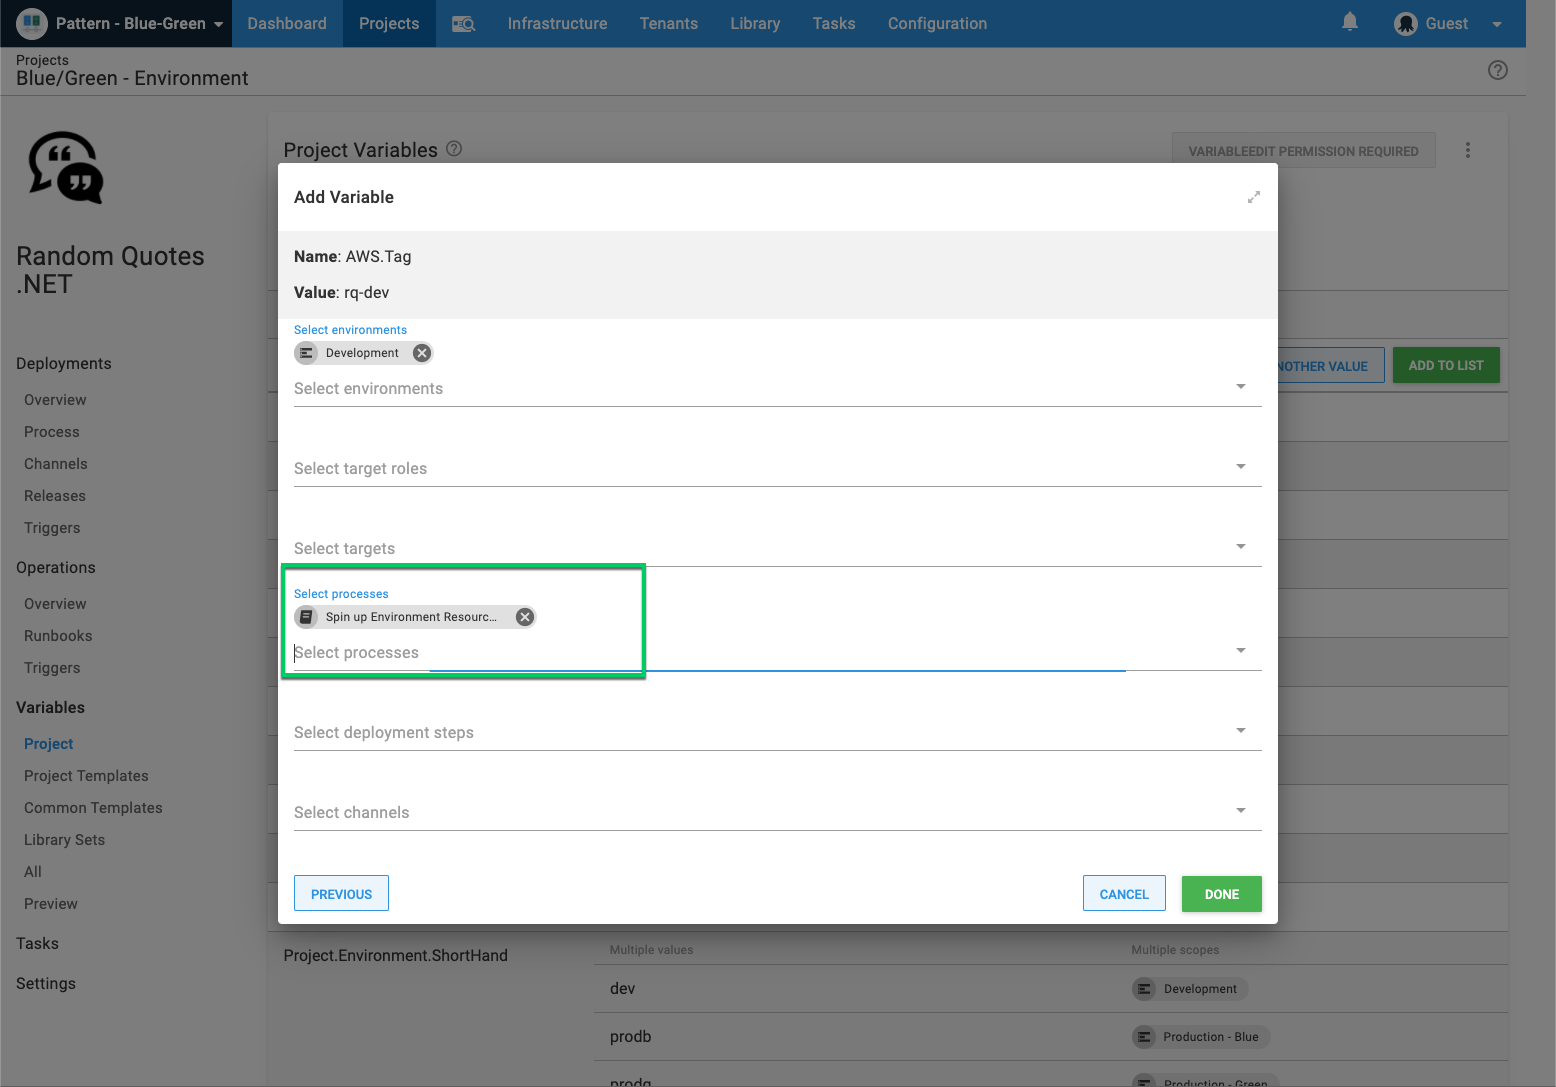 Pattern - Blue-Green
Dashboard
Projects
Infrastructure
Tenants
Library
Tasks
Configuration
Guest
Projects
Blue/Green - Environment
Random Quotes
.NET
Deployments
Overview
Process
Channels
Releases
Triggers
Operations
Overview
Runbooks
Triggers
Variables
Project
Project Templates
Common Templates
Library Sets
All
Preview
Tasks
Settings
Project Variables
VARIABLEEDIT PERMISSION REQUIRED
NOTHER VALUE
ADD TO LIST
Add Variable
Name: AWS.Tag
Value: rq-dev
Select environments
Development
Select environments
Select target roles
Select targets
Select processes
Spin up Environment Resourc...
Select processes
Select deployment steps
Select channels
PREVIOUS
CANCEL
DONE
Project.Environment.ShortHand
Multiple values
Multiple scopes
dev
Development
prodb
Production - Blue
prodg
Production - Green